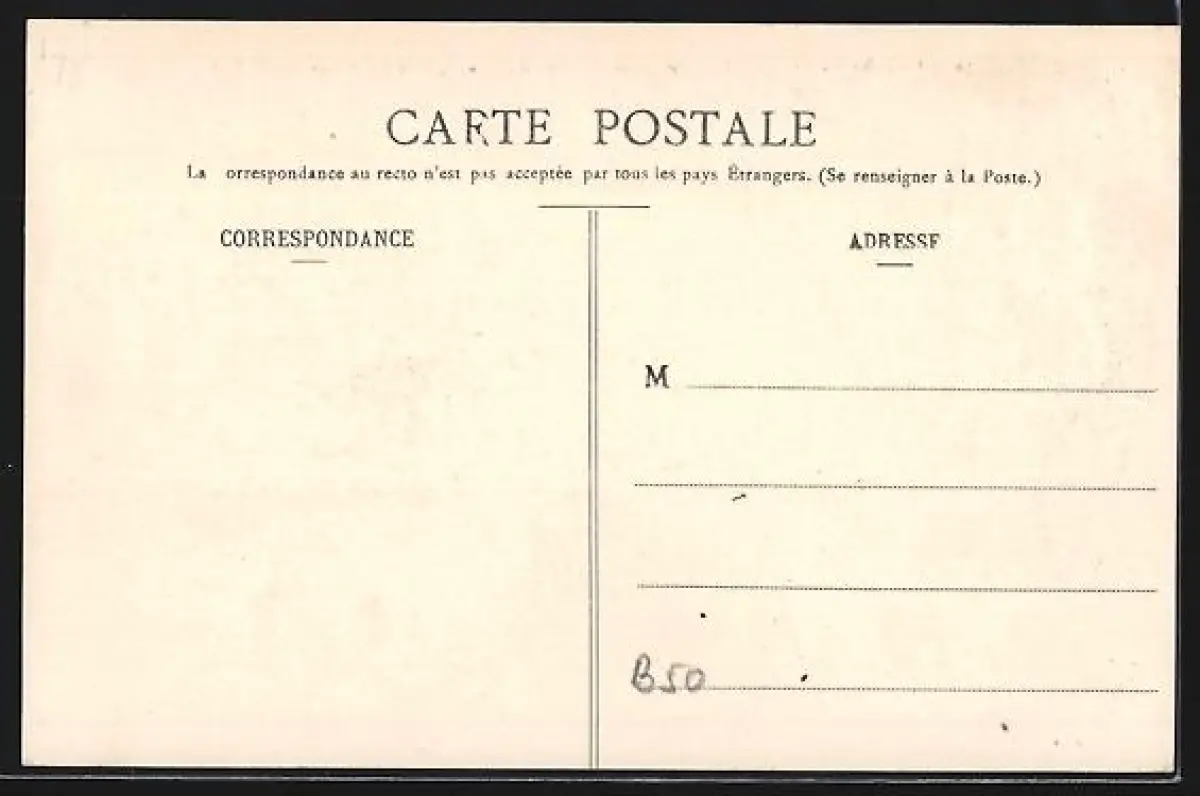 CARTE POSTALE
La orrespondance au recto n'est pas acceptée par tous les pays Étrangers. (Se renseigner à la Poste.)
CORRESPONDANCE
ADRESSE
M
B50